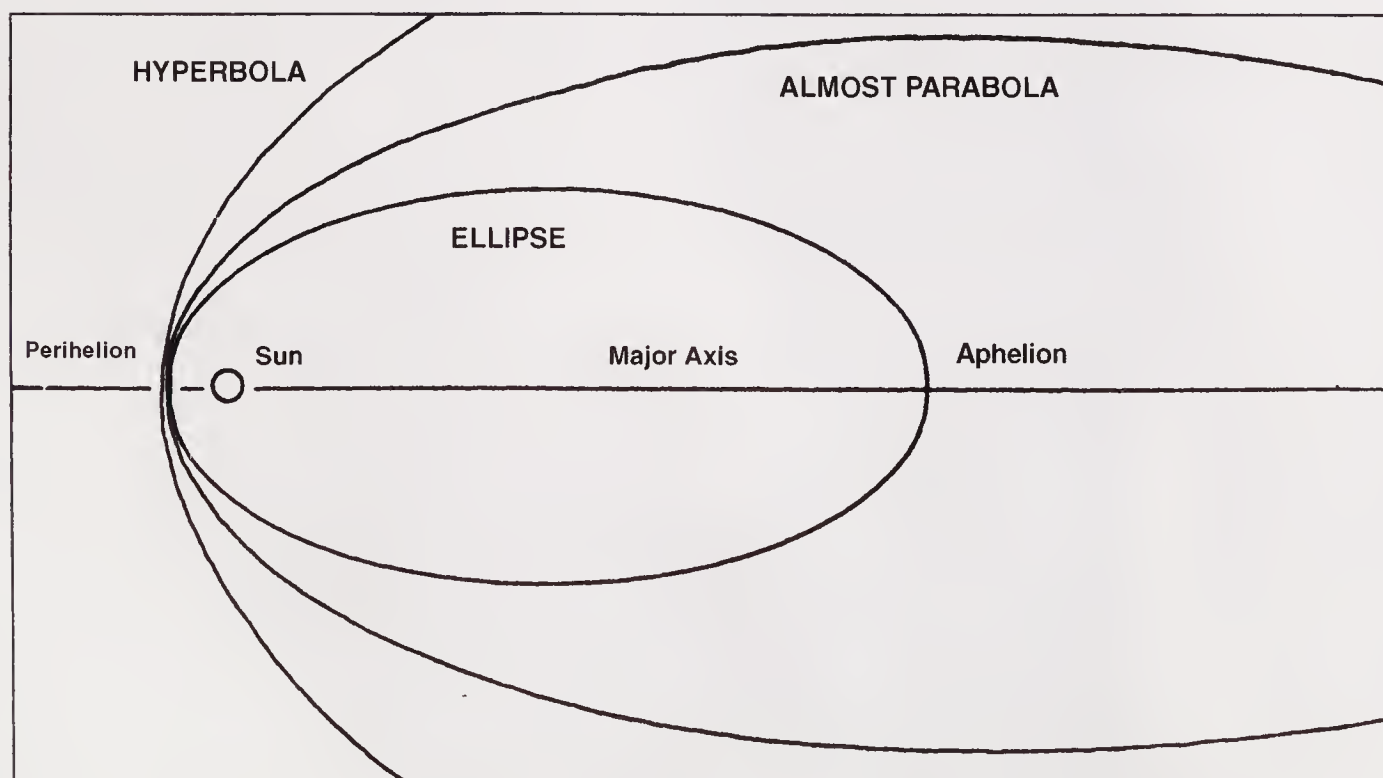 HYPERBOLA
ALMOST PARABOLA
ELLIPSE
Perihelion
Sun
Major Axis
Aphelion